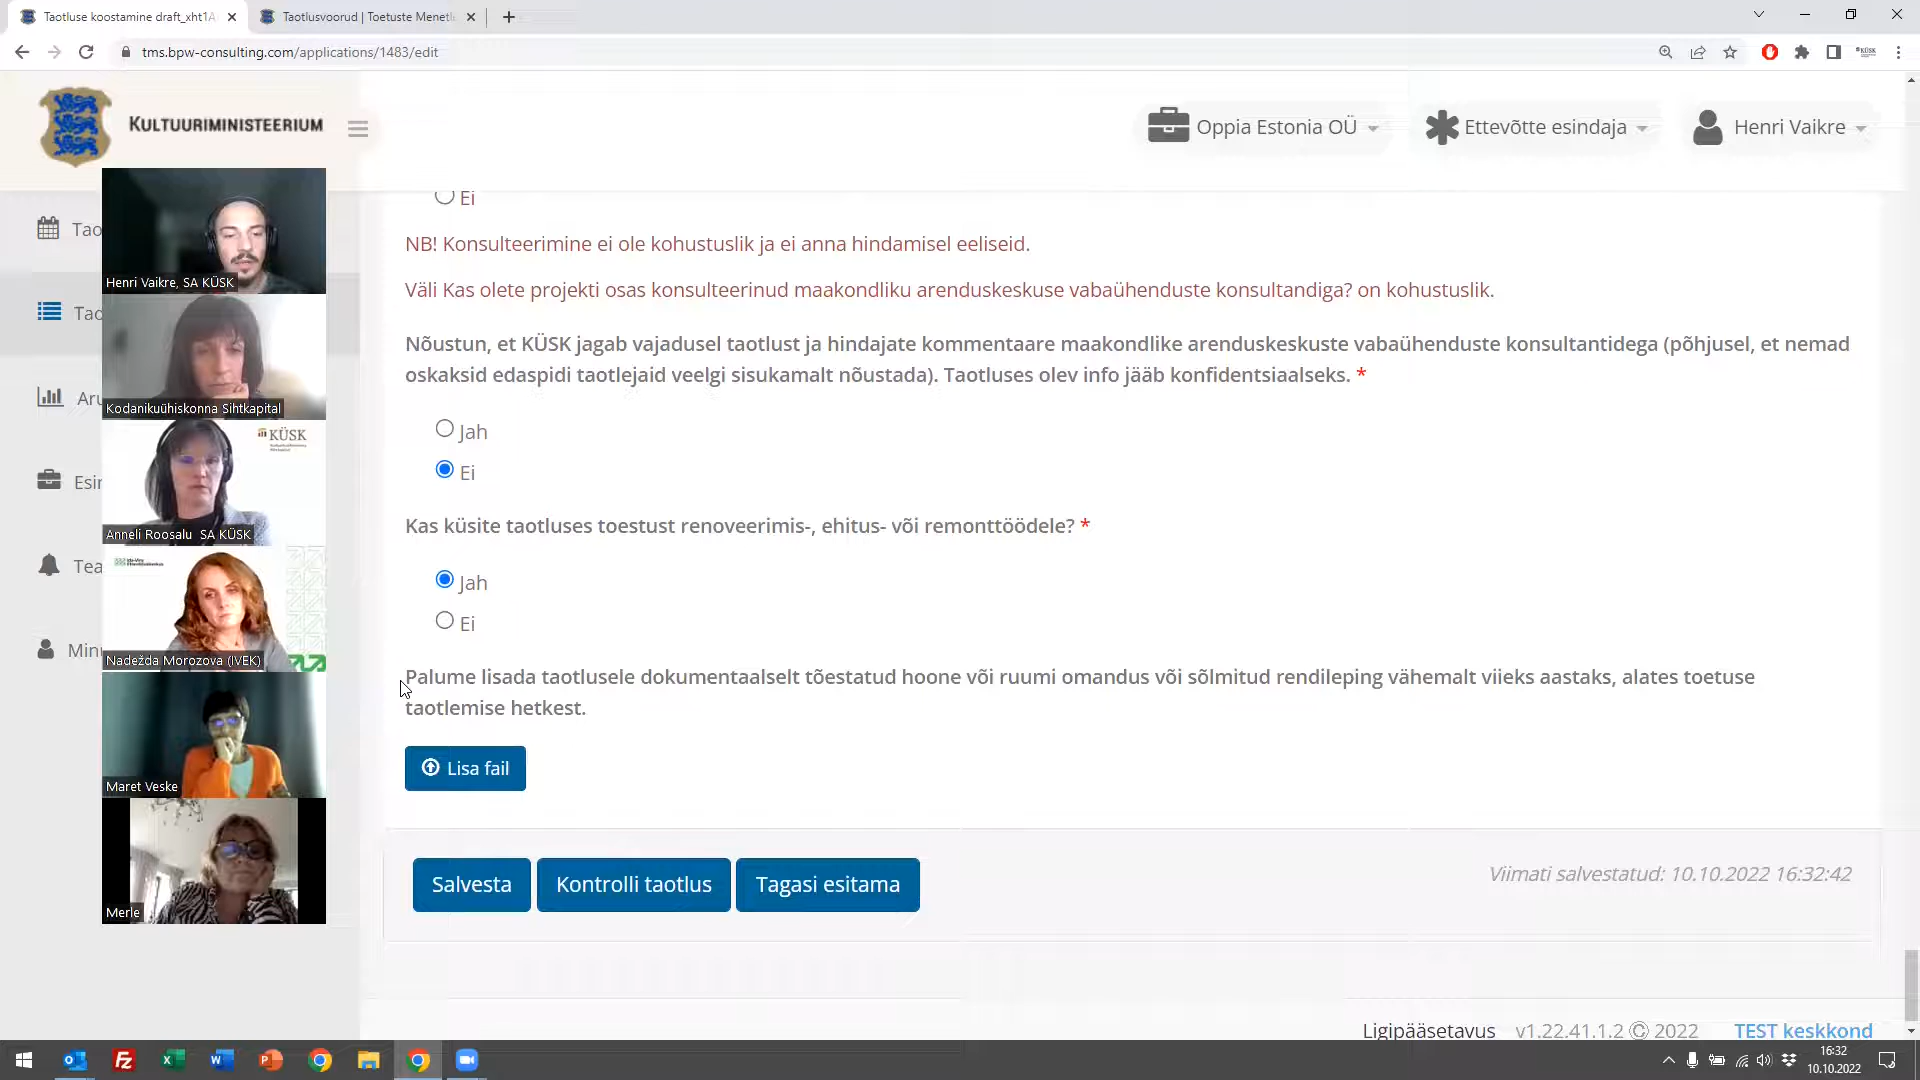 Taotluse koostamine draft_xht1A
Taotlusvoorud | Toetuste Menetl
tms.bpw-consulting.com/applications/1483/edit
KULTUURIMINISTEERIUM
Oppia Estonia OÜ
Ettevõtte esindaja
Henri Vaikre
Ei
NB! Konsulteerimine ei ole kohustuslik ja ei anna hindamisel eeliseid.
Väli Kas olete projekti osas konsulteerinud maakondliku arenduskeskuse vabaühenduste konsultandiga? on kohustuslik.
Nõustun, et KÜSK jagab vajadusel taotlust ja hindajate kommentaare maakondlike arenduskeskuste vabaühenduste konsultantidega (põhjusel, et nemad
oskaksid edaspidi taotlejaid veelgi sisukamalt nõustada). Taotluses olev info jääb konfidentsiaalseks. *
Jah
Ei
Kas küsite taotluses toestust renoveerimis-, ehitus- või remonttöödele? *
Jah
Ei
Palume lisada taotlusele dokumentaalselt tõestatud hoone või ruumi omandus või sõlmitud rendileping vähemalt viieks aastaks, alates toetuse
taotlemise hetkest.
Lisa fail
Salvesta
Kontrolli taotlus
Tagasi esitama
Viimati salvestatud: 10.10.2022 16:32:42
Ligipääsetavus
v1.22.41.1.2 © 2022
TEST keskkond
Tao
Tao
Aru
Esin
Tea
Minu
Henri Vaikre, SA KÜSK
Kodanikuühiskonna Sihtkapital
KÜSK
Anneli Roosalu SA KÜSK
Nadežda Morozova (IVEK)
Maret Veske
Merle
16:32
10.10.2022